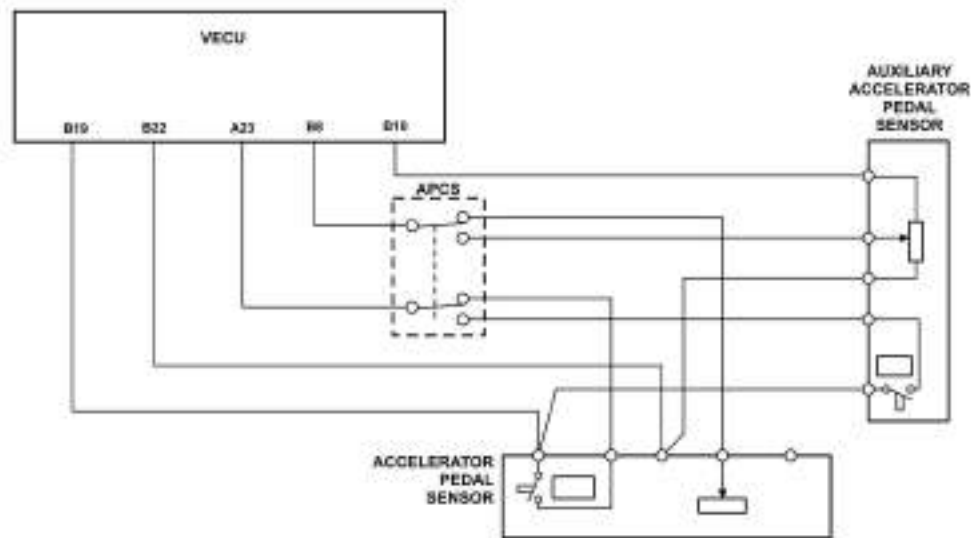 VECU
B19 B22 A23 B8 B18
AUXILIARY
ACCELERATOR
PEDAL
SENSOR
APCS
ACCELERATOR
PEDAL
SENSOR